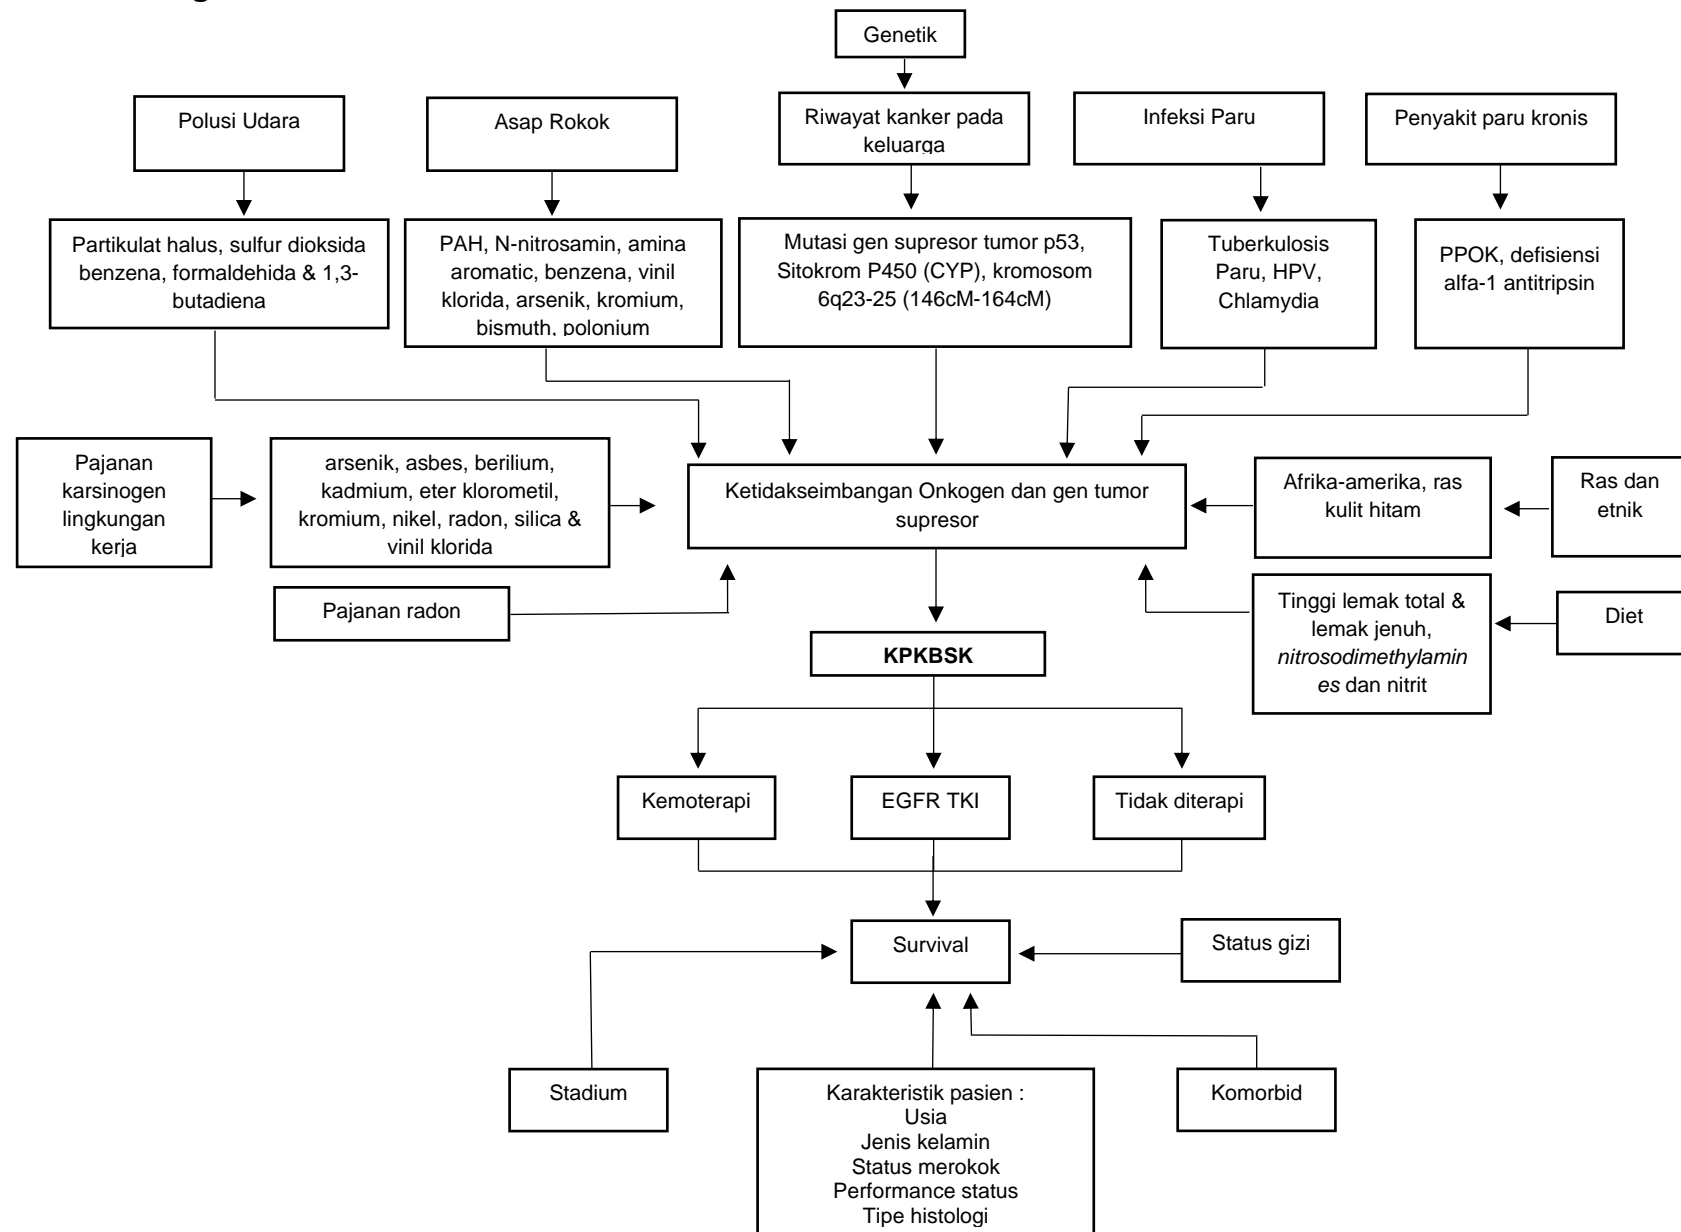 Genetik
Polusi Udara
Asap Rokok
Riwayat kanker pada
keluarga
Infeksi Paru
Penyakit paru kronis
Partikulat halus, sulfur dioksida
benzena, formaldehida & 1,3-
butadiena
PAH, N-nitrosamin, amina
aromatic, benzena, vinil
klorida, arsenik, kromium,
bismuth, polonium
Mutasi gen supresor tumor p53,
Sitokrom P450 (CYP), kromosom
6q23-25 (146cM-164cM)
Tuberkulosis
Paru, HPV,
Chlamydia
PPOK, defisiensi
alfa-1 antitripsin
Pajanan
karsinogen
lingkungan
kerja
arsenik, asbes, berilium,
kadmium, eter klorometil,
kromium, nikel, radon, silica &
vinil klorida
Ketidakseimbangan Onkogen dan gen tumor
supresor
Afrika-amerika, ras
kulit hitam
Ras dan
etnik
Pajanan radon
Tinggi lemak total &
lemak jenuh,
nitrosodimethylamin
es dan nitrit
Diet
KPKBSK
Kemoterapi
EGFR TKI
Tidak diterapi
Survival
Status gizi
Stadium
Karakteristik pasien :
Usia
Jenis kelamin
Status merokok
Performance status
Tipe histologi
Komorbid